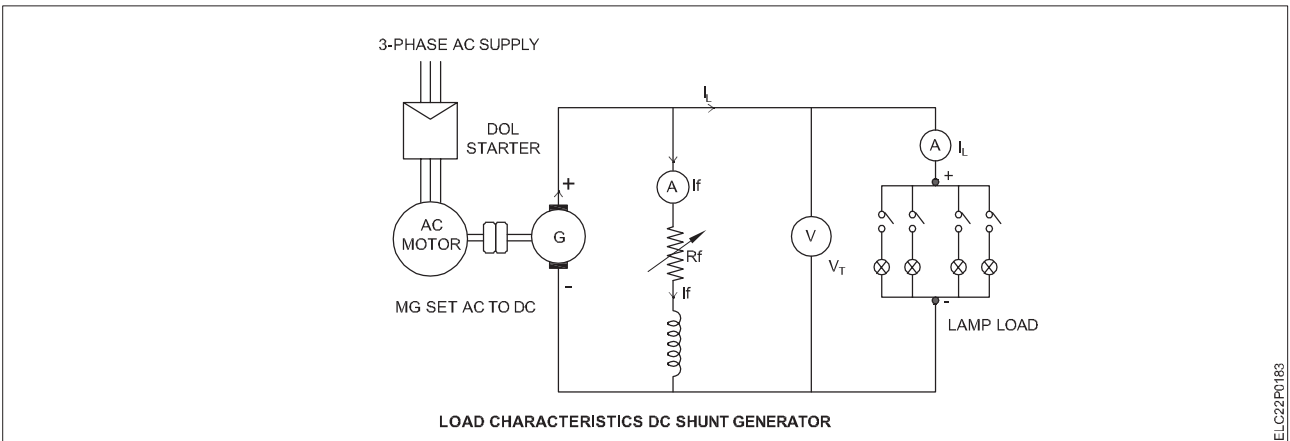 3-PHASE AC SUPPLY
DOL
STARTER
AC
MOTOR
G
+
-
MG SET AC TO DC
IL
A
If
Rf
If
V
VT
A
IL
+
-
LAMP LOAD
LOAD CHARACTERISTICS DC SHUNT GENERATOR
ELC22P0183